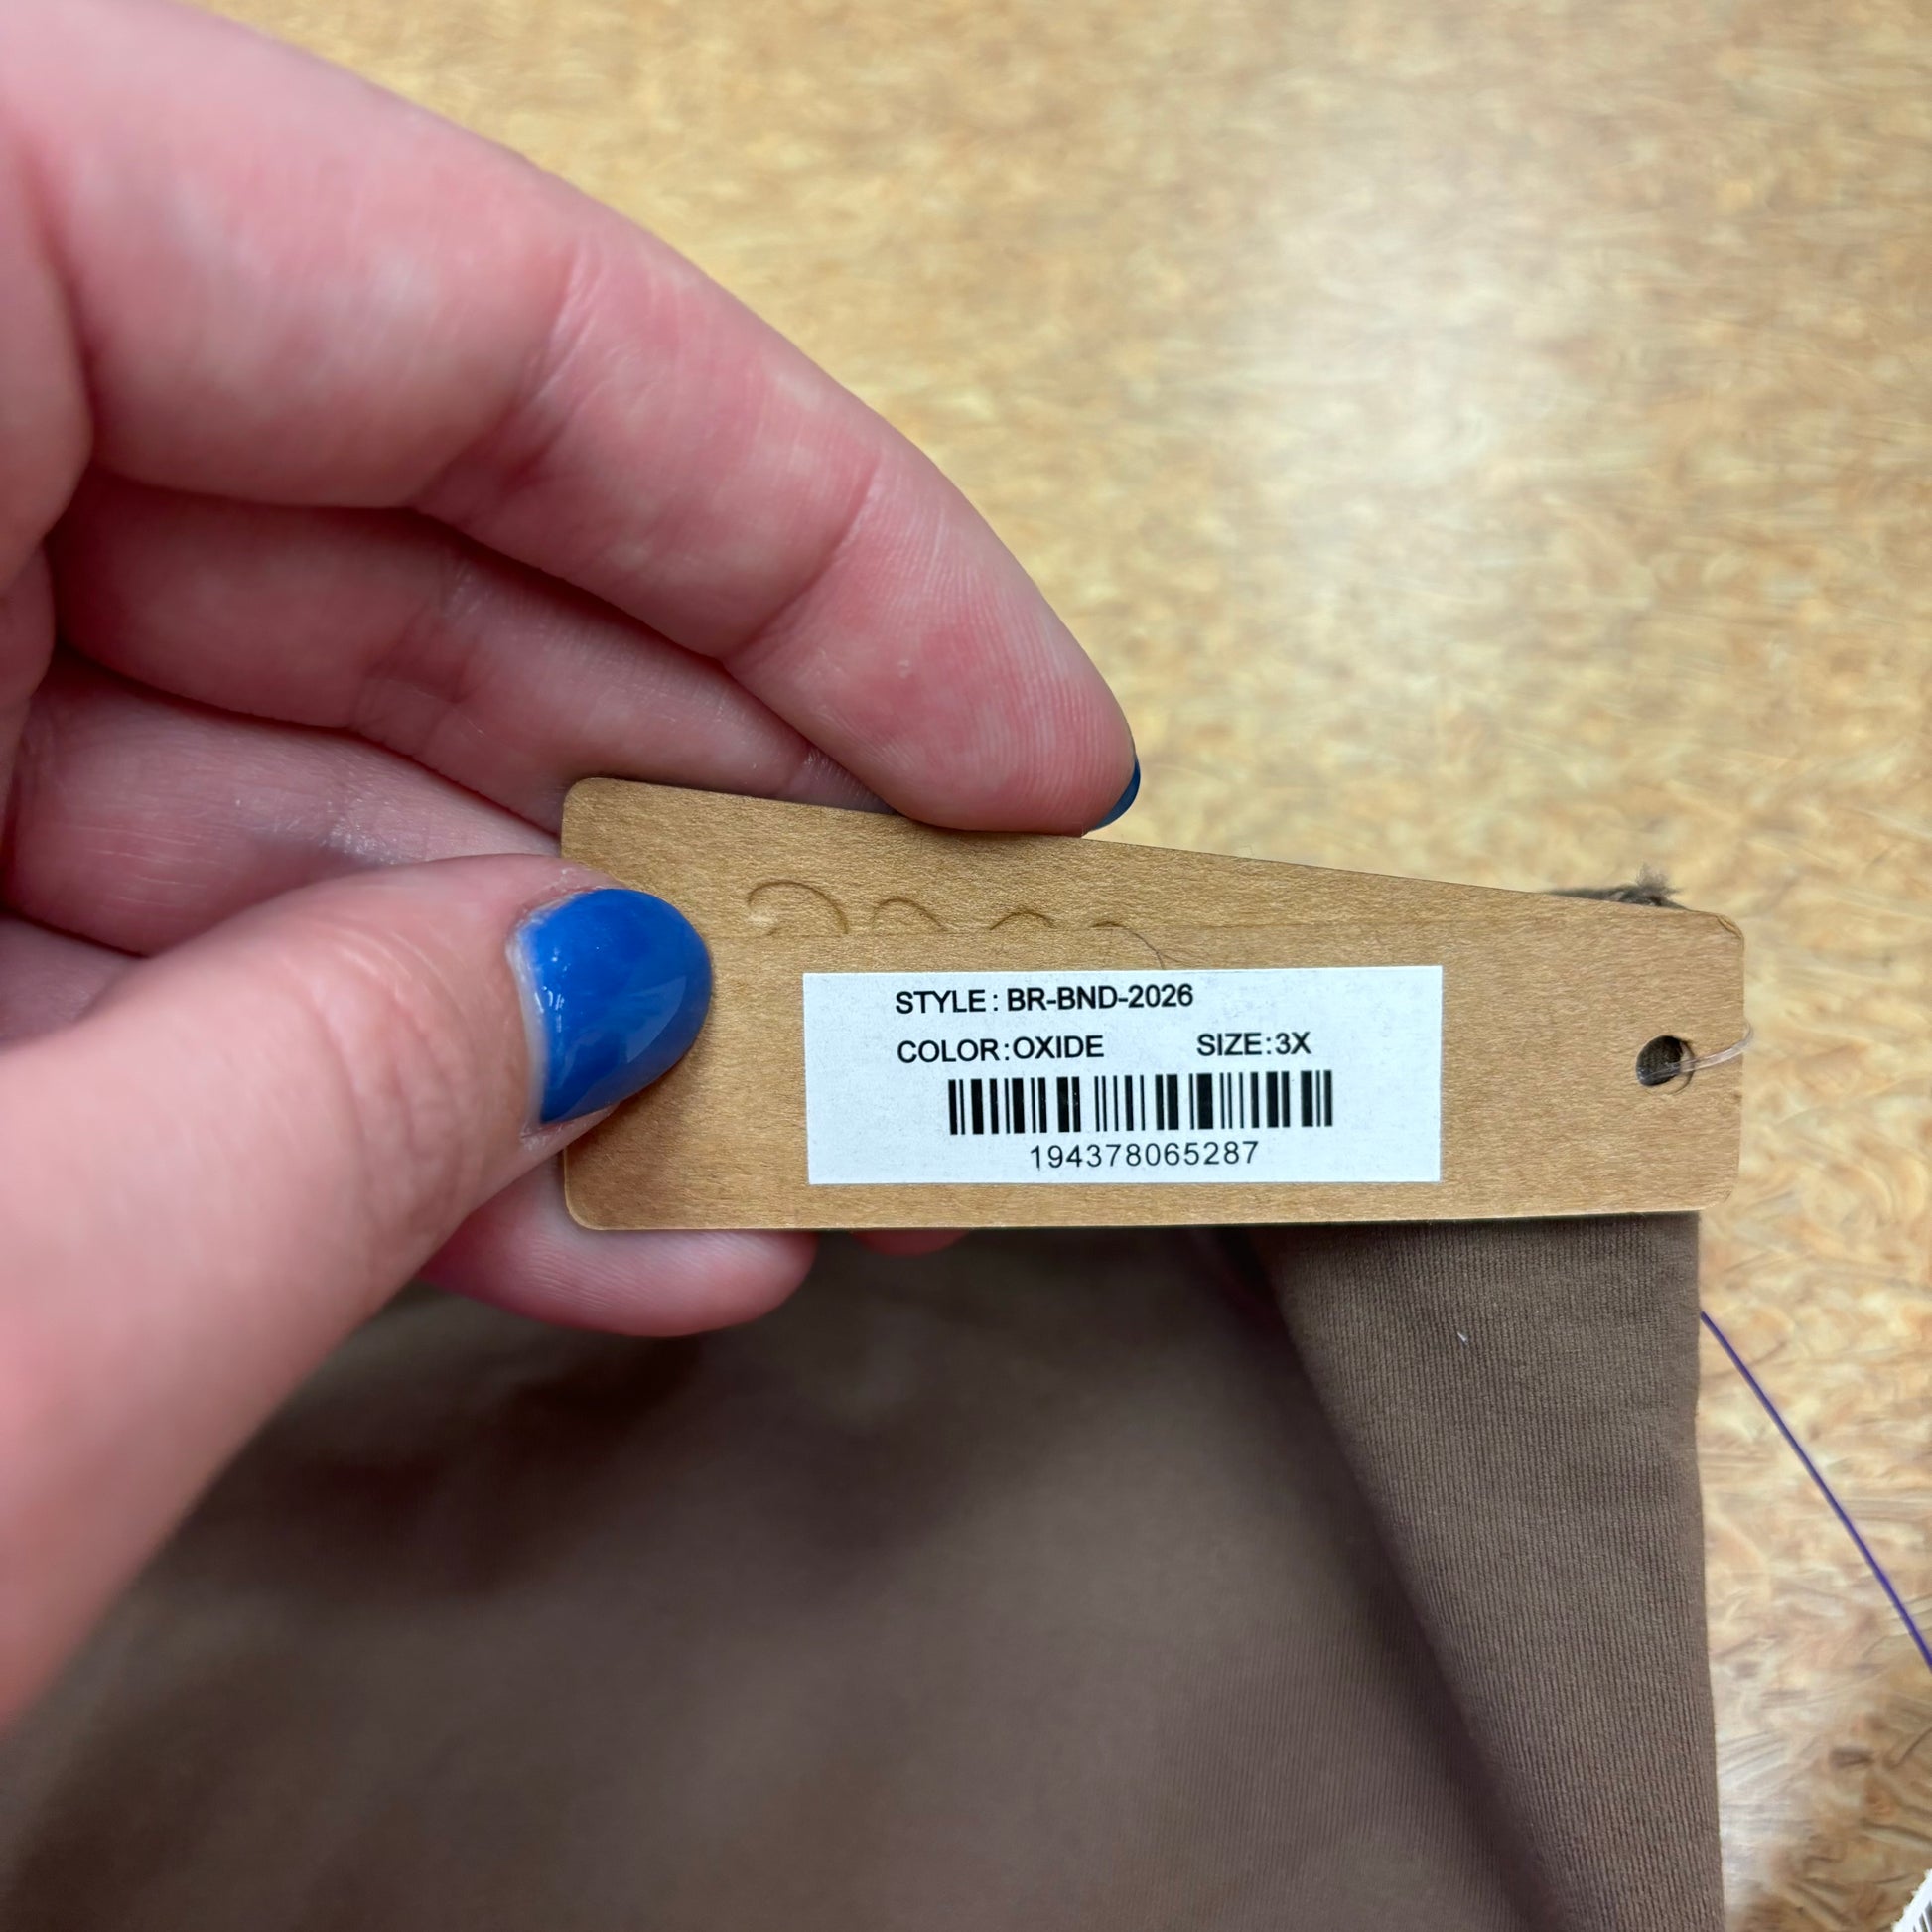 STYLE: BR-BND-2026
COLOR:OXIDE SIZE:3X
194378065287